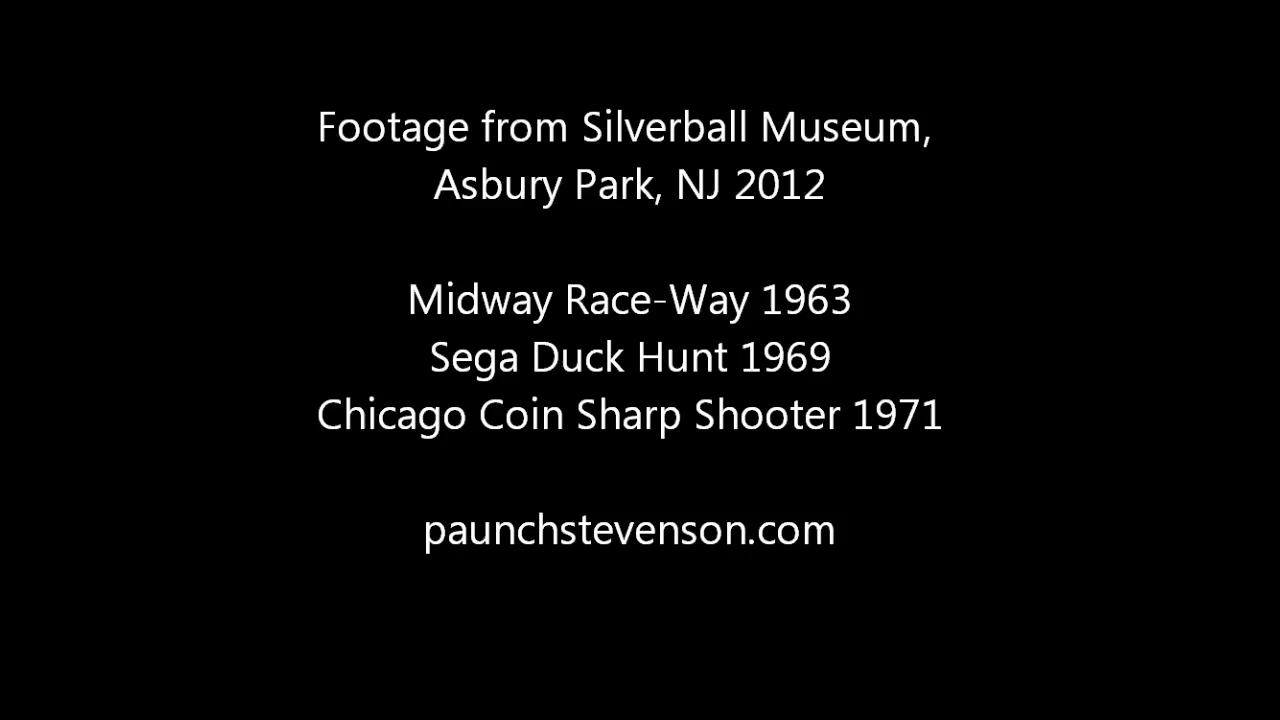 Footage from Silverball Museum,
Asbury Park, NJ 2012
Midway Race-Way 1963
Sega Duck Hunt 1969
Chicago Coin Sharp Shooter 1971
paunchstevenson.com